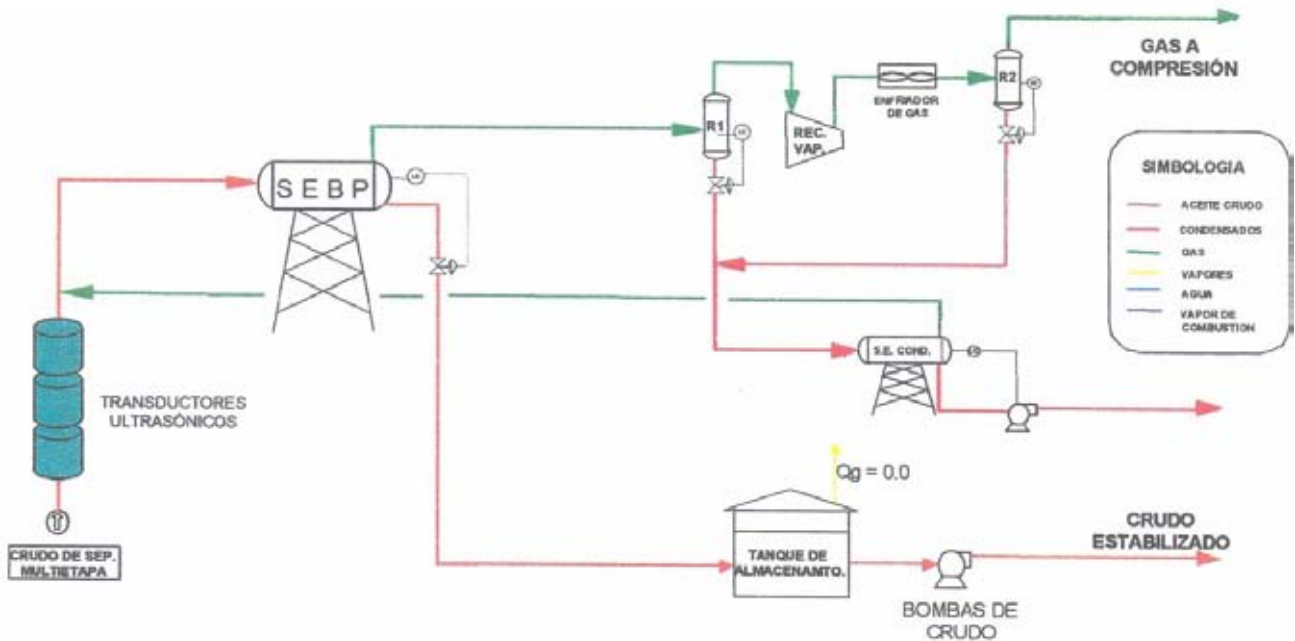 GAS A
COMPRESIÓN
R2
ENFRIADOR
DE GAS
R1
REC.
VAP.
SEBP
SIMBOLOGIA
ACEITE CRUDO
CONDENSADOS
GAS
VAPORES
AGUA
VAPOR DE
COMBUSTION
S.E. COND.
TRANSDUCTORES
ULTRASÓNICOS
Qg = 0.0
CRUDO
ESTABILIZADO
TANQUE DE
ALMACENAMTO.
CRUDO DE SEP.
MULTIETAPA
BOMBAS DE
CRUDO